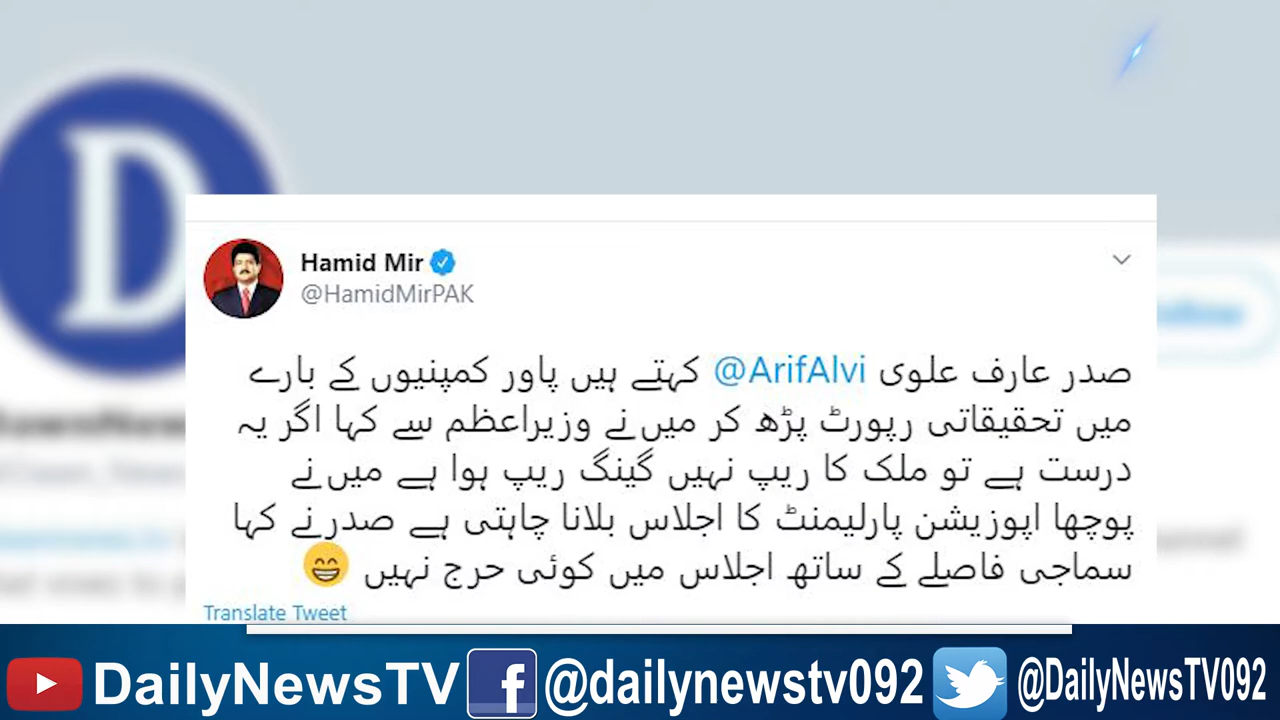 D
Hamid Mir
@HamidMirPAK
صدر عارف علوی @ArifAlvi کہتے ہیں پاور کمپنیوں کے بارے
میں تحقیقاتی رپورٹ پڑھ کر میں نے وزیراعظم سے کہا اگر یہ
درست ہے تو ملک کا ریپ نہیں گینگ ریپ ہوا ہے میں نے
پوچھا اپوزیشن پارلیمنٹ کا اجلاس بلانا چاہتی ہے صدر نے کہا
سماجی فاصلے کے ساتھ اجلاس میں کوئی حرج نہیں 😁
Translate Tweet
DailyNewsTV
@dailynewstv092
@DailyNewsTV092